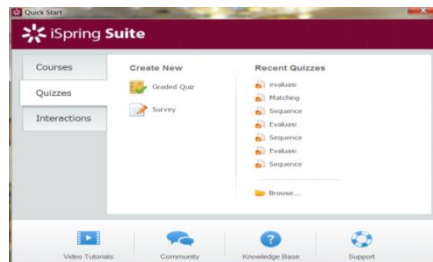 Quick Start
iSpring Suite
Courses
Quizzes
Interactions
Create New
Graded Quiz
Survey
Recent Quizzes
evaluasi
Matching
Sequence
Evaluasi
Sequence
Evaluasi
Sequence
Browse...
Video Tutorials
Community
Knowledge Base
Support